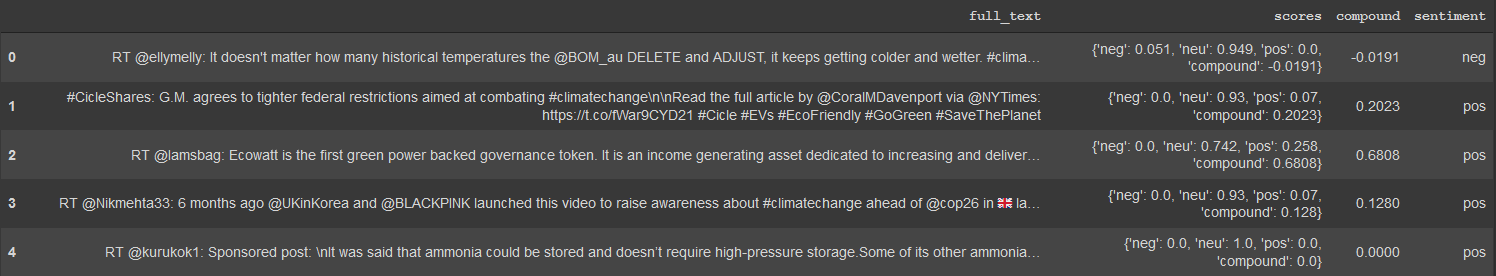 full_text scores compound sentiment
0 RT @ellymelly: It doesn't matter how many historical temperatures the @BOM_au DELETE and ADJUST, it keeps getting colder and wetter. #clima… {'neg': 0.051, 'neu': 0.949, 'pos': 0.0, -0.0191 neg
'compound': -0.0191}
1 #CicleShares: G.M. agrees to tighter federal restrictions aimed at combating #climatechange\n\nRead the full article by @CoralMDavenport via @NYTimes: {'neg': 0.0, 'neu': 0.93, 'pos': 0.07, 0.2023 pos
https://t.co/fWar9CYD21 #Cicle #EVs #EcoFriendly #GoGreen #SaveThePlanet 'compound': 0.2023}
2 RT @lamsbag: Ecowatt is the first green power backed governance token. It is an income generating asset dedicated to increasing and deliver… {'neg': 0.0, 'neu': 0.742, 'pos': 0.258, 0.6808 pos
'compound': 0.6808}
3 RT @Nikmehta33: 6 months ago @UKinKorea and @BLACKPINK launched this video to raise awareness about #climatechange ahead of @cop26 in 🇬🇧 la… {'neg': 0.0, 'neu': 0.93, 'pos': 0.07, 0.1280 pos
'compound': 0.128}
4 RT @kurukok1: Sponsored post: \nIt was said that ammonia could be stored and doesn't require high-pressure storage.Some of its other ammonia… {'neg': 0.0, 'neu': 1.0, 'pos': 0.0, 0.0000 pos
'compound': 0.0}